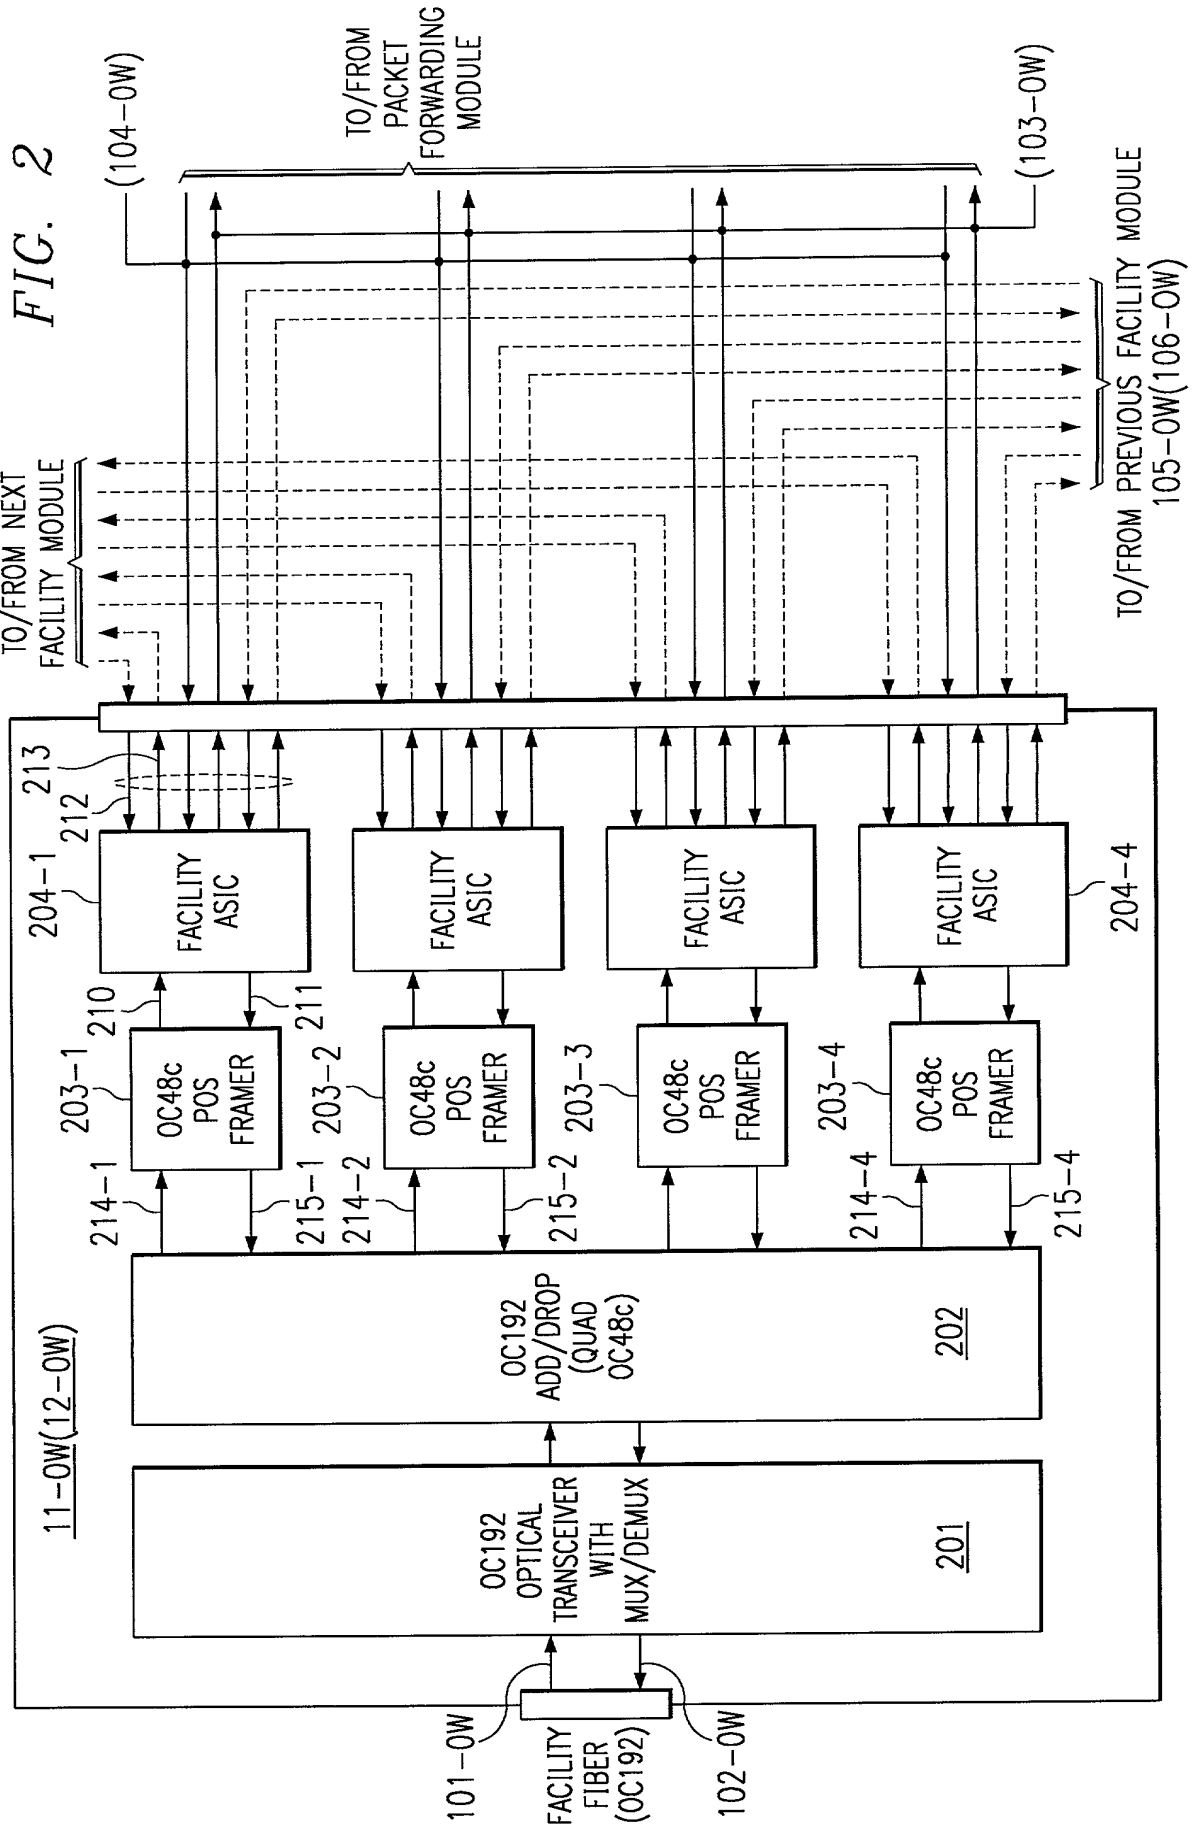 FIG. 2
11-0W(12-0W)
FACILITY
FIBER
(OC192)
101-0W
102-0W
OC192
OPTICAL
TRANSCEIVER
WITH
MUX/DEMUX
201
OC192
ADD/DROP
(QUAD
OC48c)
202
214-1
215-1
203-1
OC48c
POS
FRAMER
210
211
204-1
FACILITY
ASIC
212
213
214-2
215-2
203-2
OC48c
POS
FRAMER
FACILITY
ASIC
203-3
OC48c
POS
FRAMER
FACILITY
ASIC
214-4
215-4
203-4
OC48c
POS
FRAMER
FACILITY
ASIC
204-4
TO/FROM NEXT
FACILITY MODULE
(104-0W)
TO/FROM
PACKET
FORWARDING
MODULE
(103-0W)
TO/FROM PREVIOUS FACILITY MODULE
105-0W(106-0W)